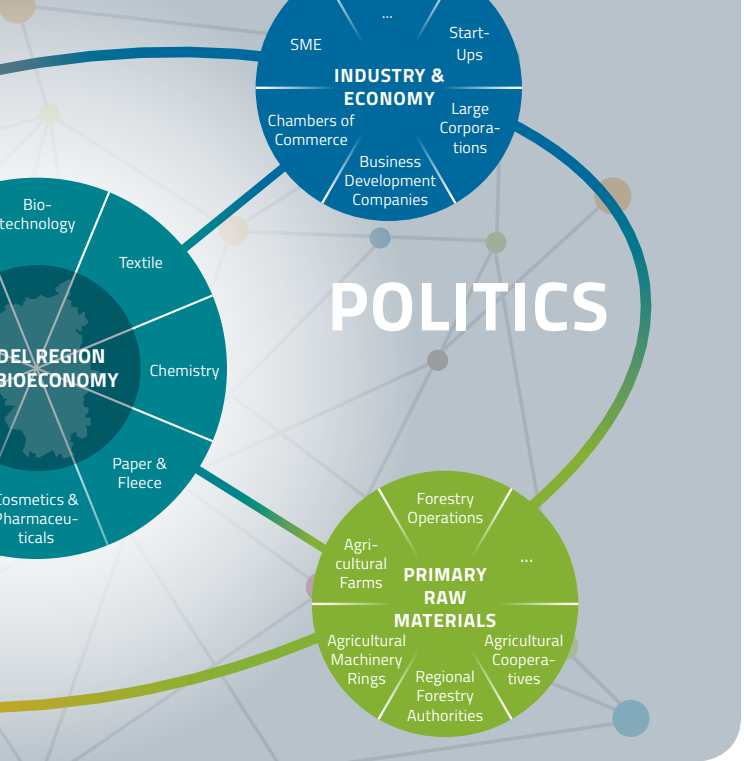 ...
SME
Start-
Ups
INDUSTRY &
ECONOMY
Chambers of
Commerce
Large
Corpora-
tions
Business
Development
Companies
Bio-
technology
Textile
Chemistry
DEL REGION
BIOECONOMY
Paper &
Fleece
Cosmetics &
Pharmaceu-
ticals
POLITICS
Forestry
Operations
...
Agri-
cultural
Farms
PRIMARY
RAW
MATERIALS
Agricultural
Machinery
Rings
Agricultural
Coopera-
tives
Regional
Forestry
Authorities